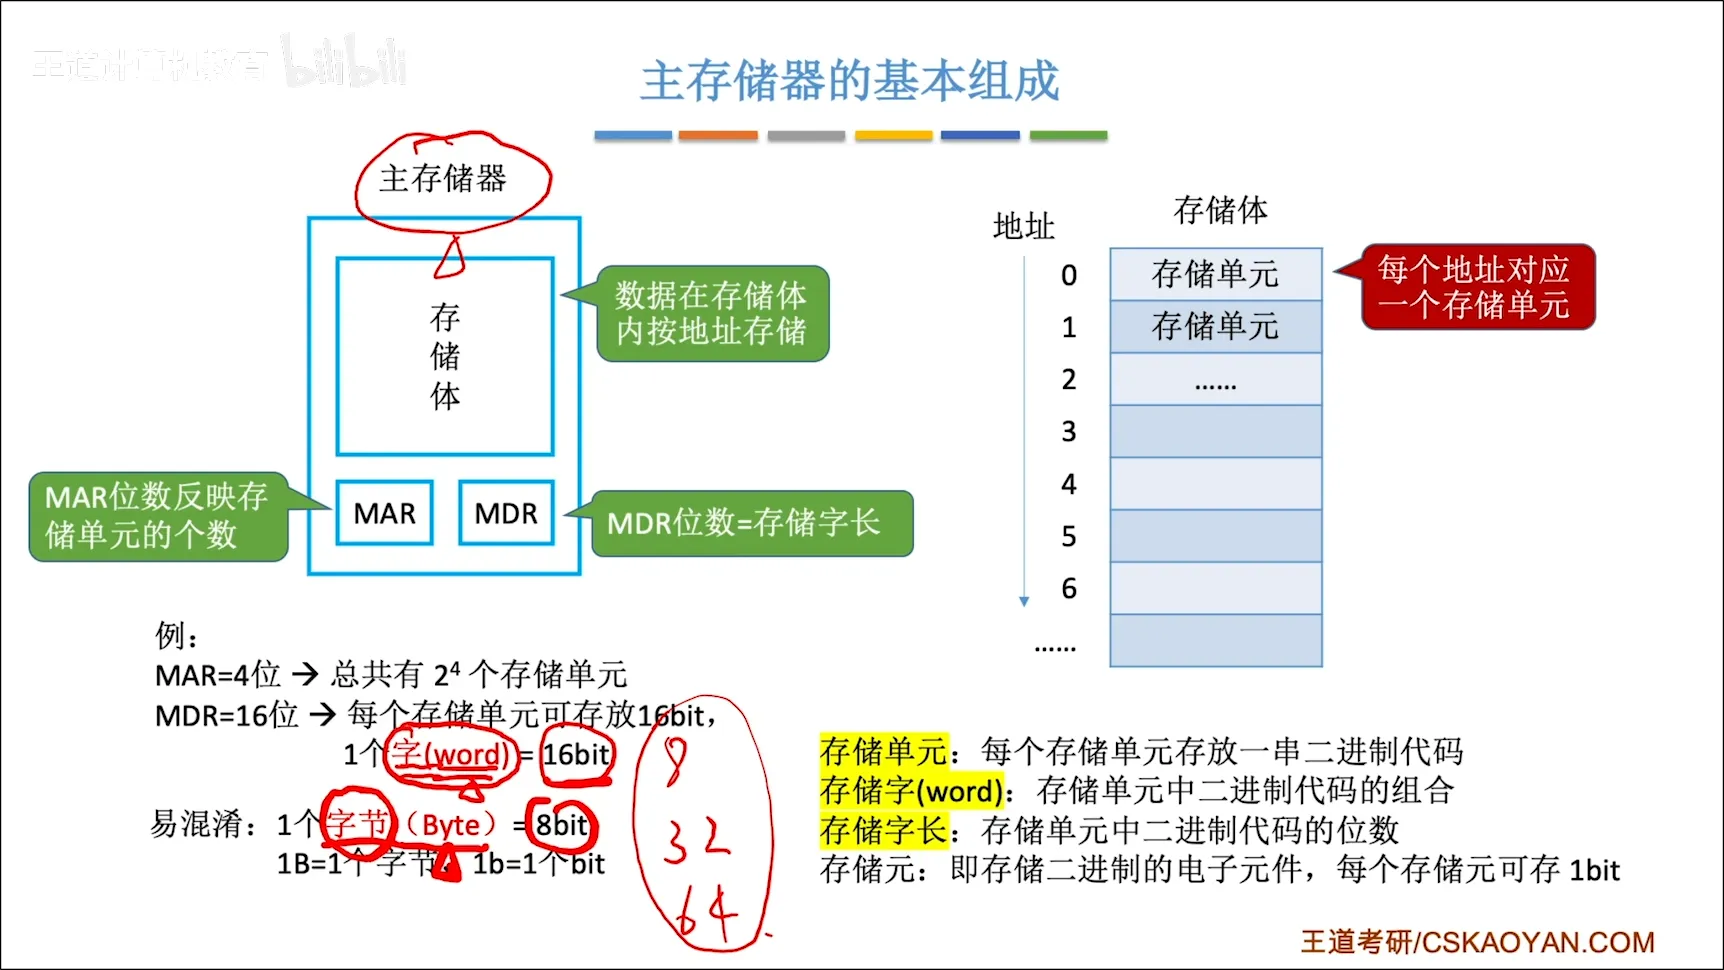 王道计算机教育 bilibili
主存储器的基本组成
主存储器
存储体
数据在存储体
内按地址存储
MAR位数反映存
储单元的个数
MAR
MDR
MDR位数=存储字长
地址
存储体
0 存储单元
1 存储单元
2 ……
3
4
5
6
……
每个地址对应
一个存储单元
例：
MAR=4位 → 总共有 2⁴ 个存储单元
MDR=16位 → 每个存储单元可存放16bit，
1个字(word) = 16bit
易混淆：1个字节（Byte）=8bit
1B=1个字节 1b=1个bit
8
32
64
存储单元：每个存储单元存放一串二进制代码
存储字(word)：存储单元中二进制代码的组合
存储字长：存储单元中二进制代码的位数
存储元：即存储二进制的电子元件，每个存储元可存 1bit
王道考研/CSKAOYAN.COM